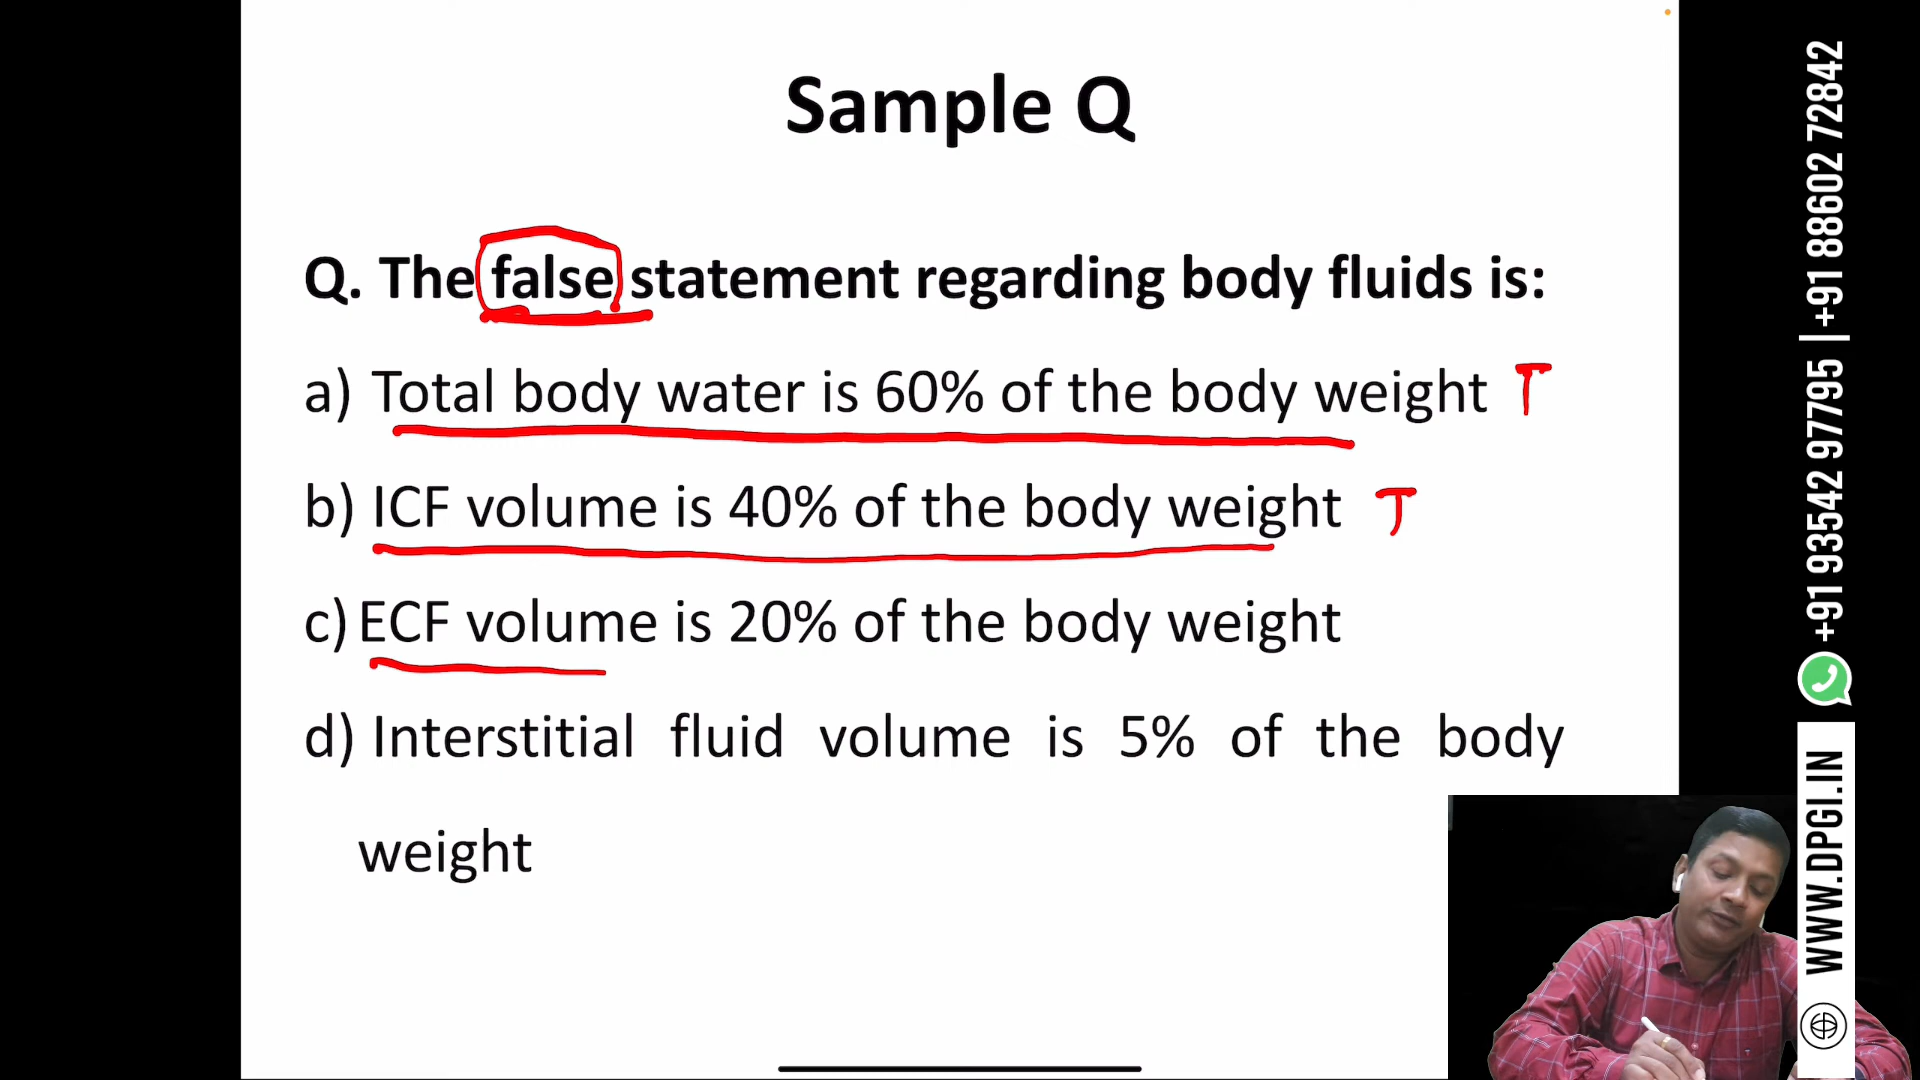 Sample Q
Q. The false statement regarding body fluids is:
a) Total body water is 60% of the body weight T
b) ICF volume is 40% of the body weight T
c) ECF volume is 20% of the body weight
d) Interstitial fluid volume is 5% of the body
weight
+91 93542 97795 | +91 88602 72842
WWW.DPGI.IN